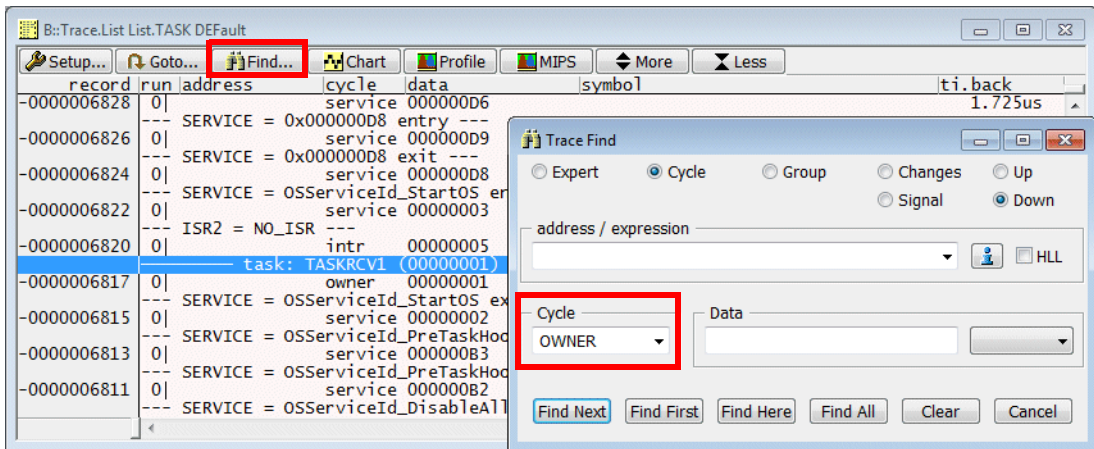 B::Trace.List List.TASK DEFault
Setup... Goto... Find... Chart Profile MIPS More Less
record run address cycle data symbol ti.back
-0000006828 0 service 000000D6 1.725us
--- SERVICE = 0x000000D8 entry ---
-0000006826 0 service 000000D9
--- SERVICE = 0x000000D8 exit ---
-0000006824 0 service 000000D8
--- SERVICE = OSServiceId_StartOS en
-0000006822 0 service 00000003
--- ISR2 = NO_ISR ---
-0000006820 0 intr 00000005
task: TASKRCV1 (00000001)
-0000006817 0 owner 00000001
--- SERVICE = OSServiceId_StartOS ex
-0000006815 0 service 00000002
--- SERVICE = OSServiceId_PreTaskHoo
-0000006813 0 service 000000B3
--- SERVICE = OSServiceId_PreTaskHoo
-0000006811 0 service 000000B2
--- SERVICE = OSServiceId_DisableAll
Trace Find
Expert Cycle Group Changes Up
Signal Down
address / expression
HLL
Cycle Data
OWNER
Find Next Find First Find Here Find All Clear Cancel